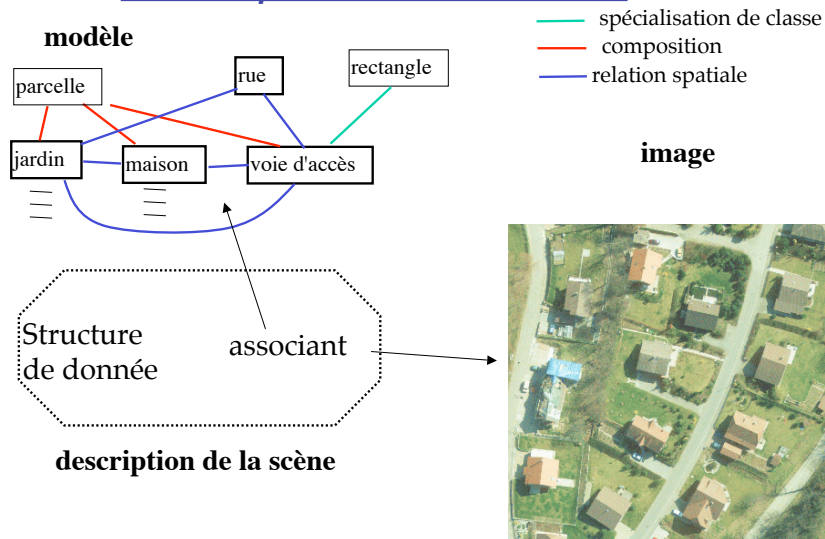 spécialisation de classe
modèle
composition
rue
rectangle
relation spatiale
parcelle
jardin
maison
voie d'accès
image
Structure
de donnée
associant
description de la scène